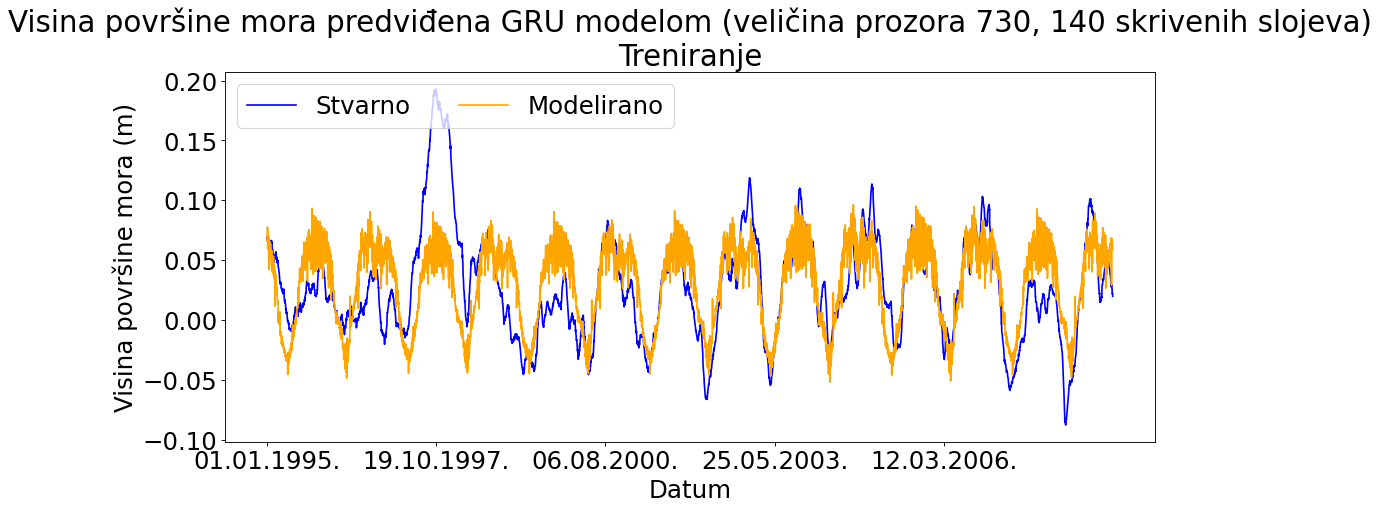 Visina površine mora predviđena GRU modelom (veličina prozora 730, 140 skrivenih slojeva)
Treniranje
Stvarno
Modelirano
Visina površine mora (m)
0.20
0.15
0.10
0.05
0.00
−0.05
−0.10
01.01.1995.
19.10.1997.
06.08.2000.
25.05.2003.
12.03.2006.
Datum